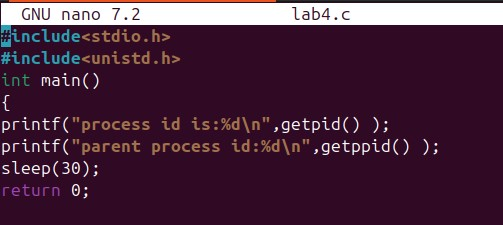 GNU nano 7.2 lab4.c
#include<stdio.h>
#include<unistd.h>
int main()
{
printf("process id is:%d\n",getpid() );
printf("parent process id:%d\n",getppid() );
sleep(30);
return 0;